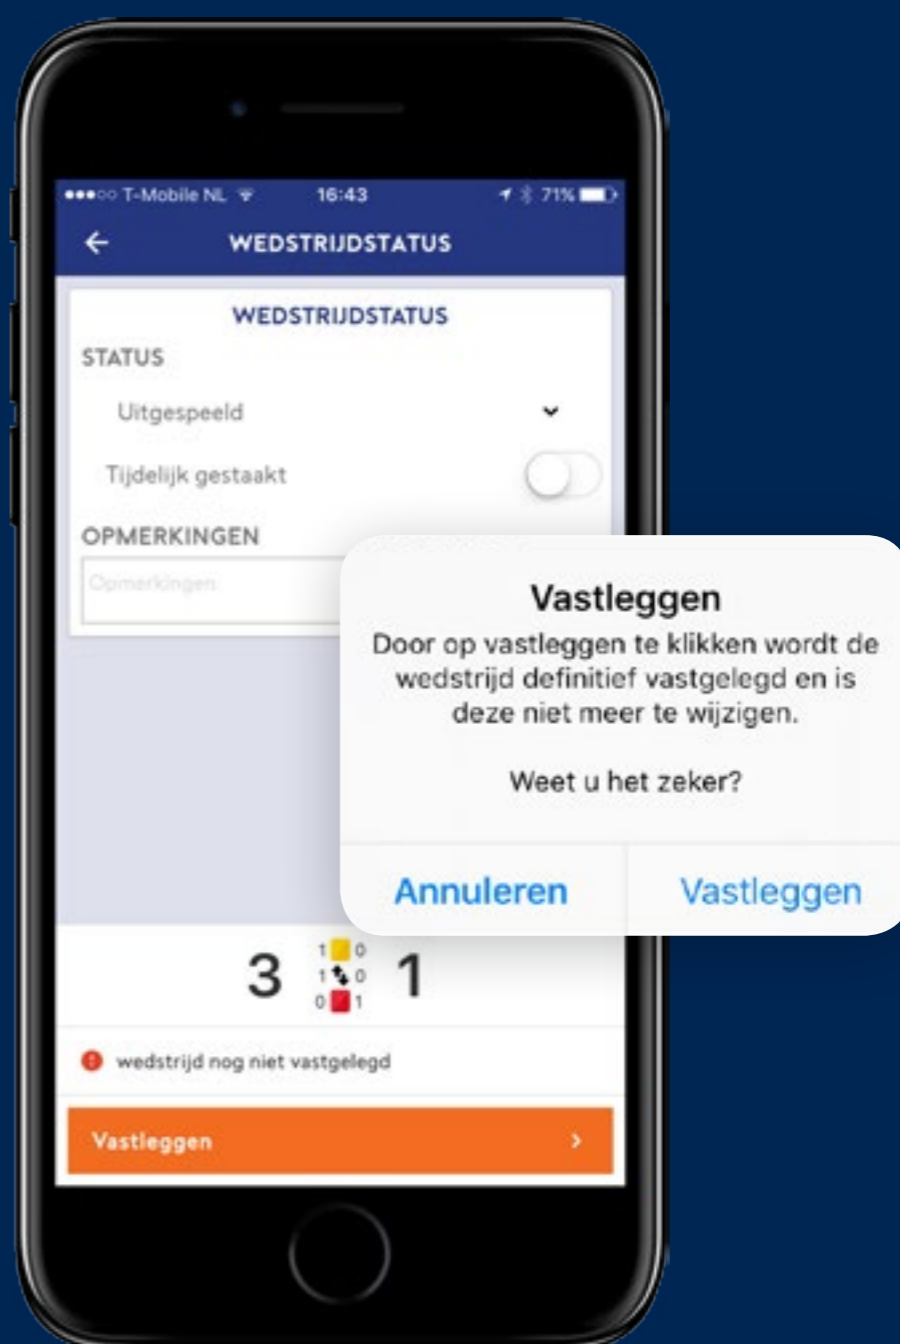 T-Mobile NL 16:43 71%
WEDSTRIJDSTATUS
WEDSTRIJDSTATUS
STATUS
Uitgespeeld
Tijdelijk gestaakt
OPMERKINGEN
Opmerkingen
Vastleggen
Door op vastleggen te klikken wordt de
wedstrijd definitief vastgelegd en is
deze niet meer te wijzigen.
Weet u het zeker?
Annuleren Vastleggen
1 0
3 1 0 1
0 1
wedstrijd nog niet vastgelegd
Vastleggen